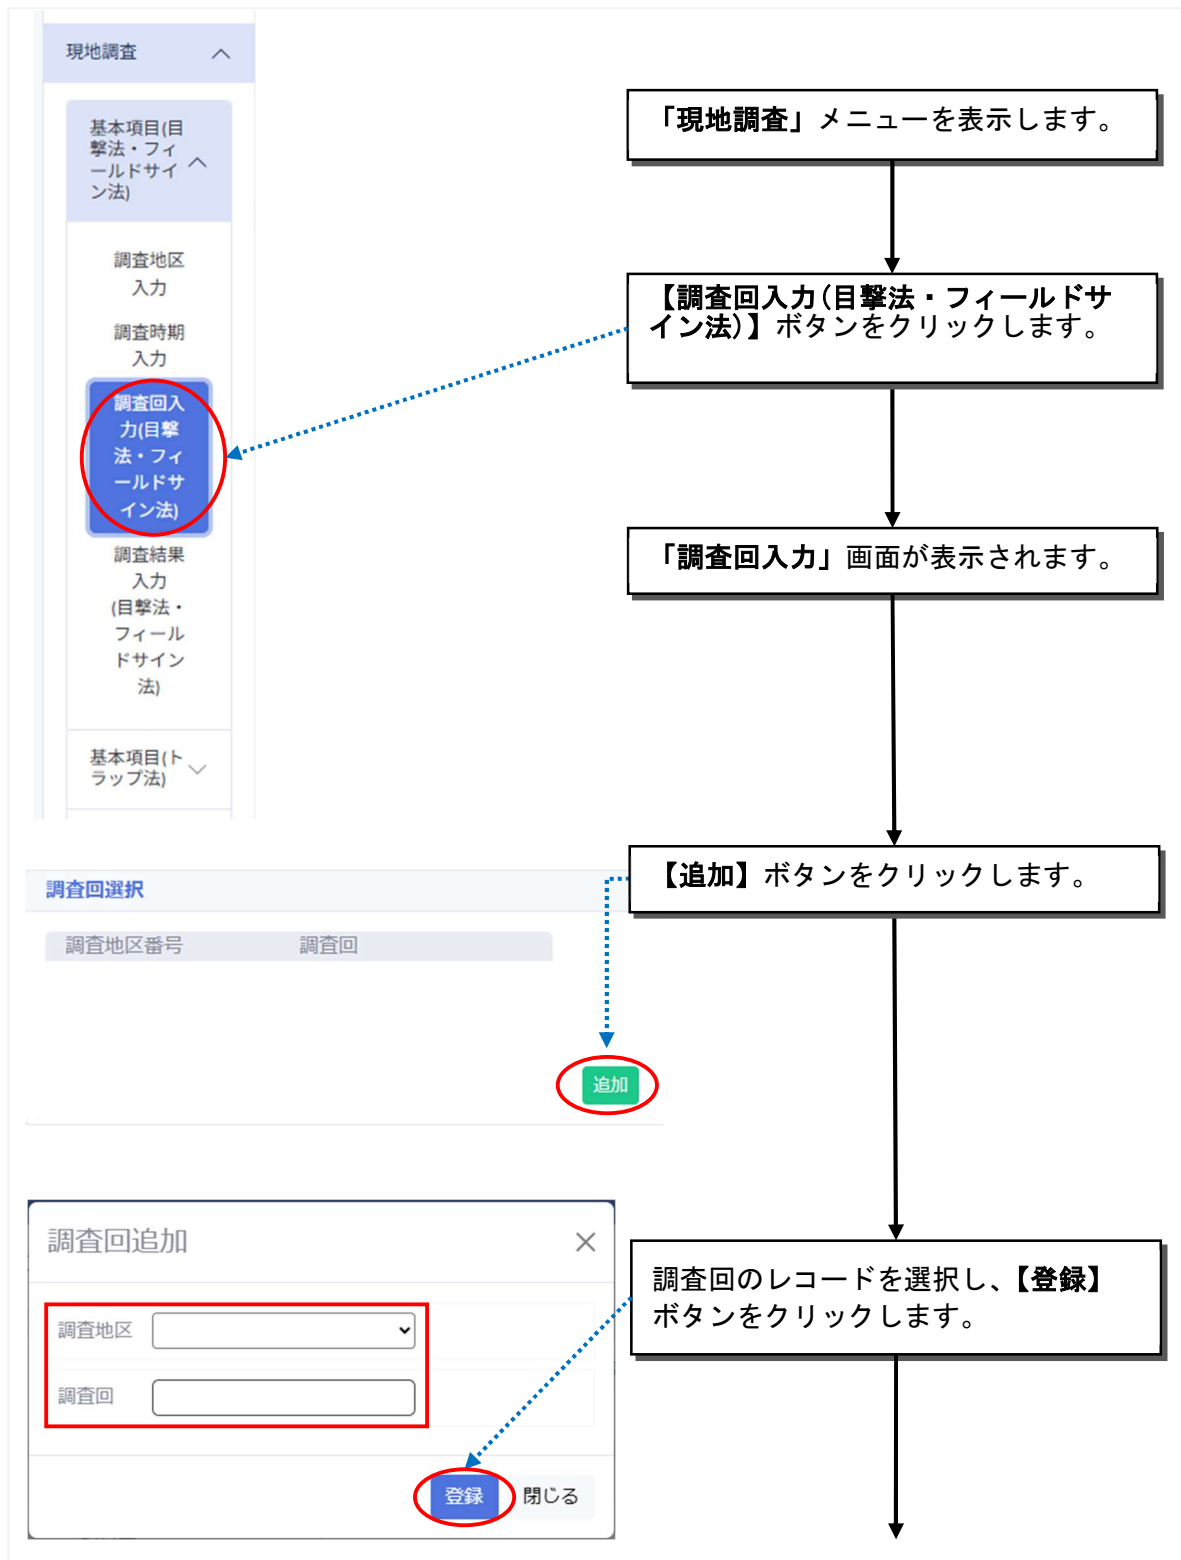 現地調査
基本項目(目
撃法・フィ
ールドサイ
ン法)
調査地区
入力
調査時期
入力
調査回入
力(目撃
法・フィ
ールドサ
イン法)
調査結果
入力
(目撃法・
フィール
ドサイン
法)
基本項目(ト
ラップ法)
「現地調査」メニューを表示します。
【調査回入力(目撃法・フィールドサ
イン法)】ボタンをクリックします。
「調査回入力」画面が表示されます。
【追加】ボタンをクリックします。
調査回選択
調査地区番号 調査回
追加
調査回追加
調査地区
調査回
登録 閉じる
調査回のレコードを選択し、【登録】
ボタンをクリックします。